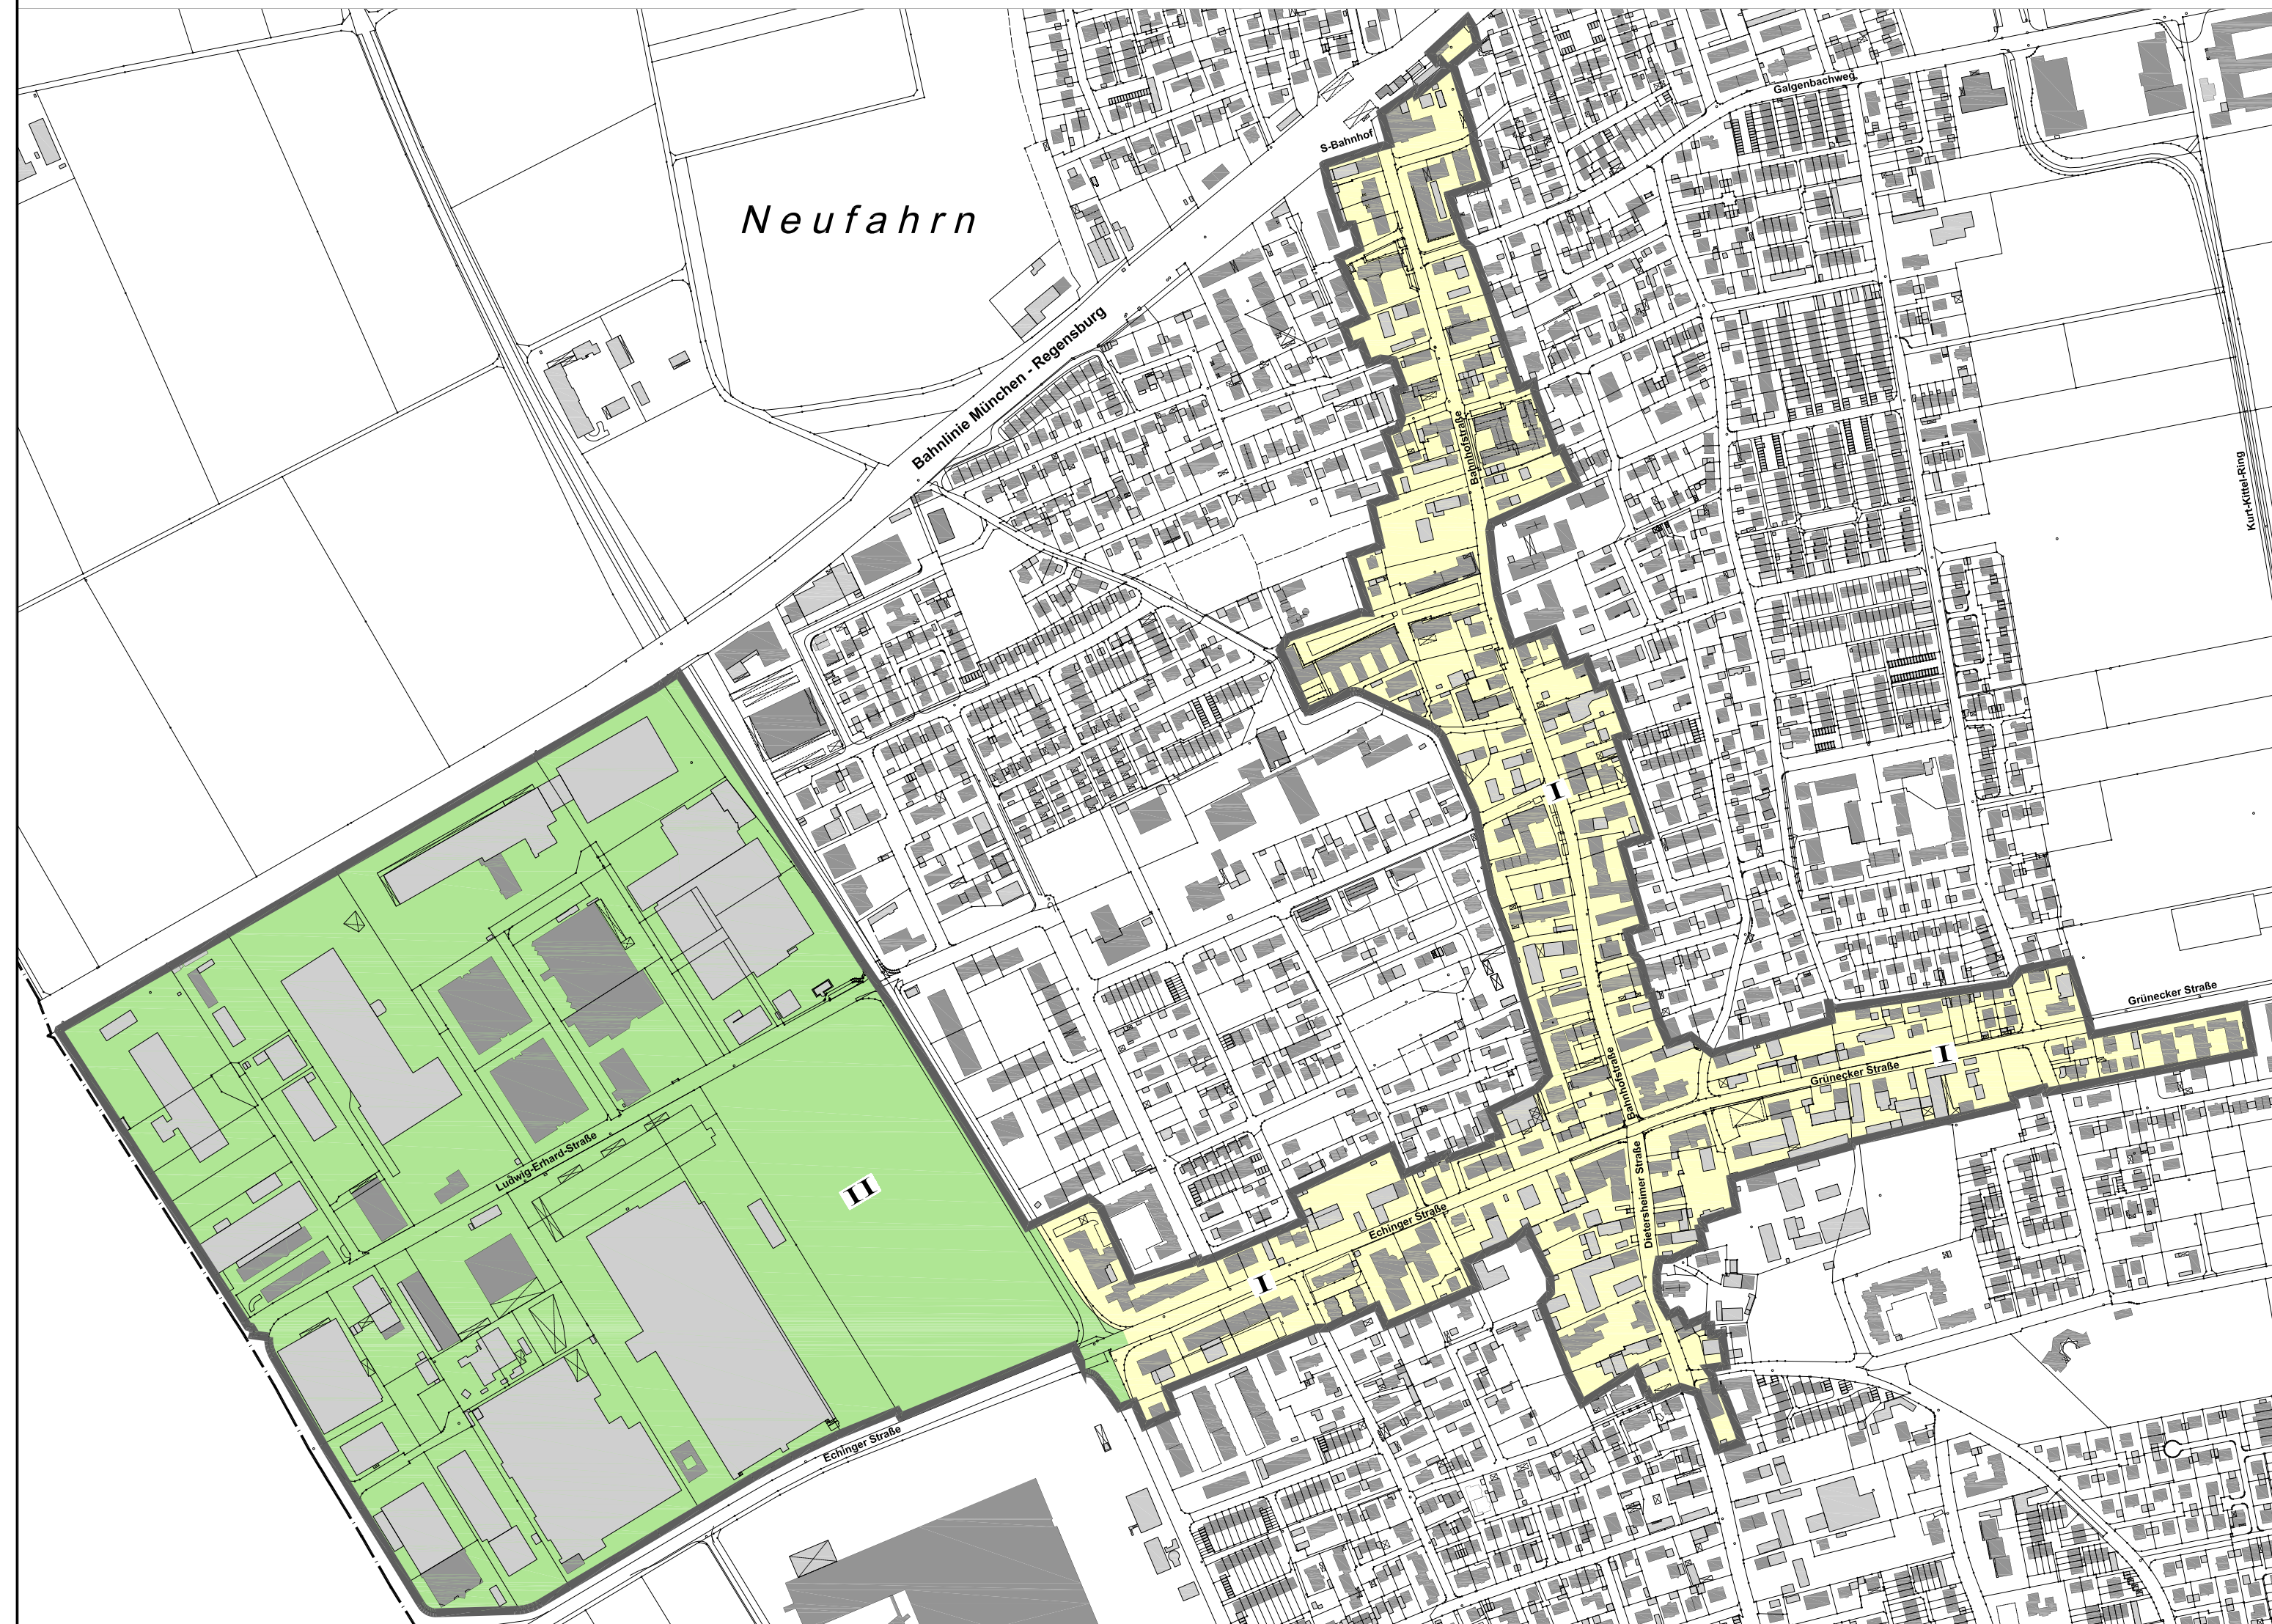 Galgenbachweg
S-Bahnhof
Neufahrn
Bahnlinie München - Regensburg
Bahnhofstraße
Kurt-Kittel-Ring
I
Grünecker Straße
I
Grünecker Straße
Bahnhofstraße
Ludwig-Erhard-Straße
II
Dietersheimer Straße
Echinger Straße
I
Echinger Straße